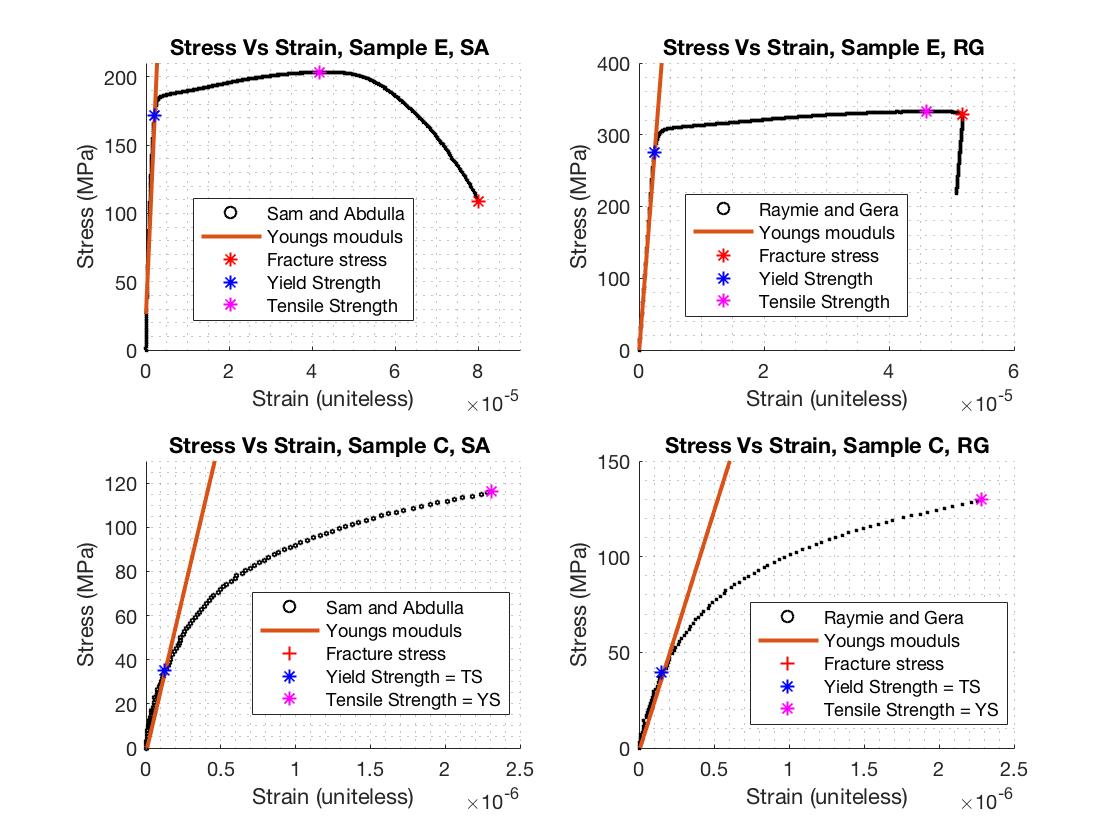 Stress Vs Strain, Sample E, SA
200
150
100
50
0
Stress (MPa)
Sam and Abdulla
Youngs mouduls
Fracture stress
Yield Strength
Tensile Strength
0 2 4 6 8
Strain (uniteless)
×10-5
Stress Vs Strain, Sample E, RG
400
300
200
100
0
Stress (MPa)
Raymie and Gera
Youngs mouduls
Fracture stress
Yield Strength
Tensile Strength
0 2 4 6
Strain (uniteless)
×10-5
Stress Vs Strain, Sample C, SA
120
100
80
60
40
20
0
Stress (MPa)
Sam and Abdulla
Youngs mouduls
Fracture stress
Yield Strength = TS
Tensile Strength = YS
0 0.5 1 1.5 2 2.5
Strain (uniteless)
×10-6
Stress Vs Strain, Sample C, RG
150
100
50
0
Stress (MPa)
Raymie and Gera
Youngs mouduls
Fracture stress
Yield Strength = TS
Tensile Strength = YS
0 0.5 1 1.5 2 2.5
Strain (uniteless)
×10-6